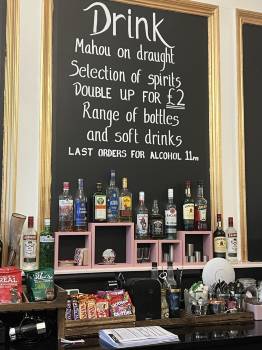 Drink
Mahou on draught
Selection of spirits
DOUBLE UP FOR £2
Range of bottles
and soft drinks
LAST ORDERS FOR ALCOHOL 11PM
REAL